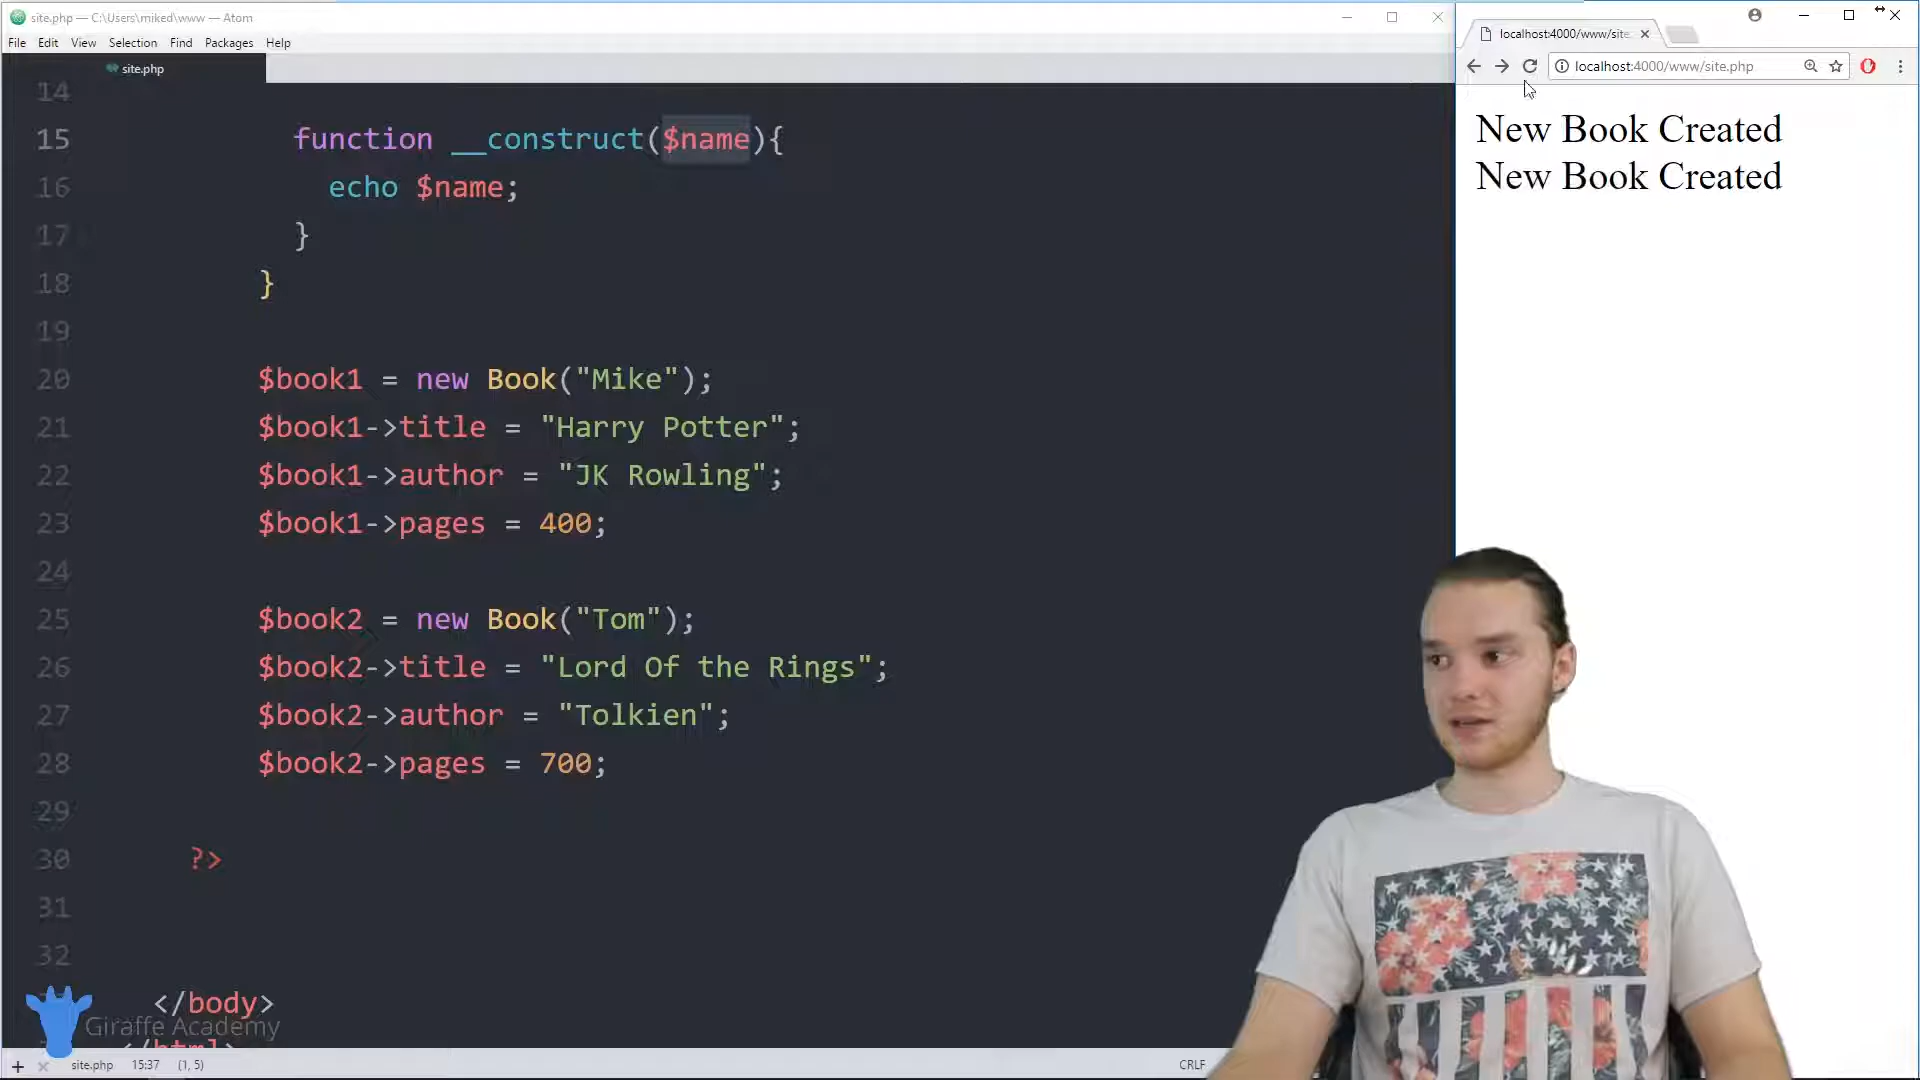 site.php — C:\Users\miked\www — Atom
File Edit View Selection Find Packages Help
site.php
14
15 function __construct($name){
16 echo $name;
17 }
18 }
19
20 $book1 = new Book("Mike");
21 $book1->title = "Harry Potter";
22 $book1->author = "JK Rowling";
23 $book1->pages = 400;
24
25 $book2 = new Book("Tom");
26 $book2->title = "Lord Of the Rings";
27 $book2->author = "Tolkien";
28 $book2->pages = 700;
29
30 ?>
31
32
</body>
Giraffe Academy
</html>
site.php 15:37 (1, 5) CRLF
localhost:4000/www/site
localhost:4000/www/site.php
New Book Created
New Book Created